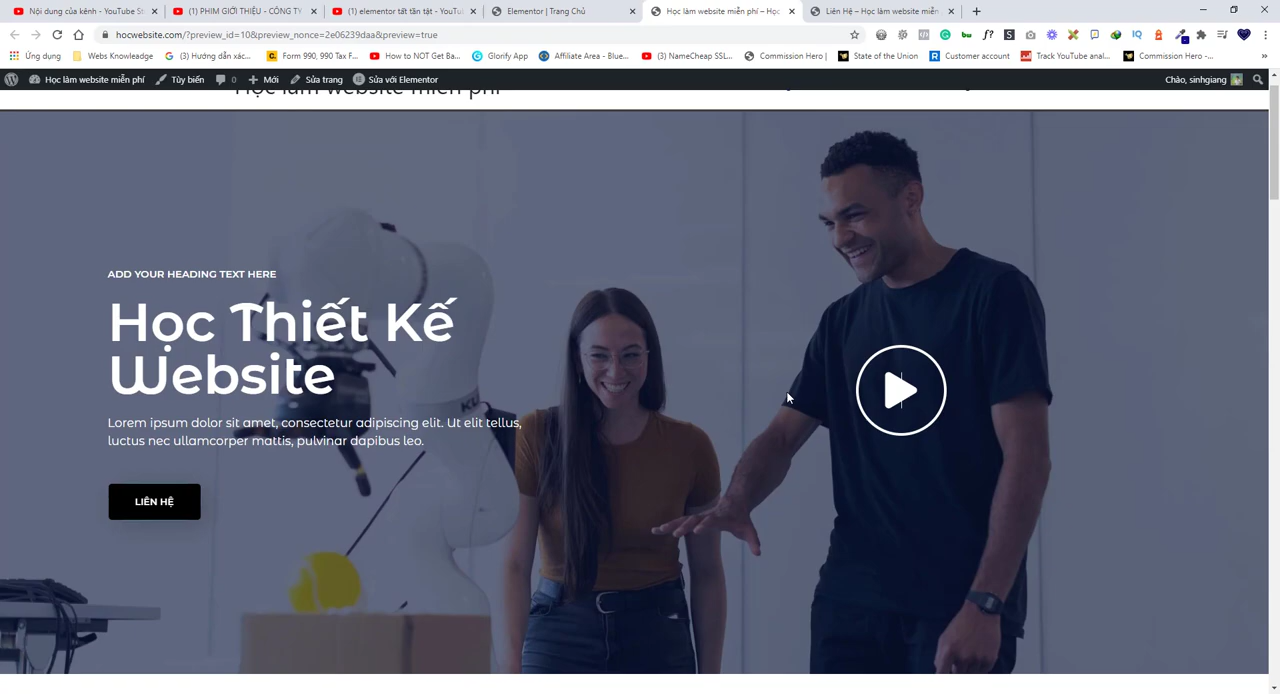 Nội dung của kênh - YouTube St
(1) PHIM GIỚI THIỆU - CÔNG TY
(1) elementor tất tần tật - YouTu
Elementor | Trang Chủ
Học làm website miễn phí – Học
Liên Hệ – Học làm website miễn
hocwebsite.com/?preview_id=10&preview_nonce=2e06239daa&preview=true
Ứng dụng
Webs Knowleadge
(3) Hướng dẫn xác...
Form 990, 990 Tax F...
How to NOT Get Ba...
Glorify App
Affiliate Area - Blue...
(3) NameCheap SSL...
Commission Hero |
State of the Union
Customer account
Track YouTube anal...
Commission Hero -...
Học làm website miễn phí
Tùy biến
0
Mới
Sửa trang
Sửa với Elementor
Chào, sinhgiang
Học làm website miễn phí
ADD YOUR HEADING TEXT HERE
Học Thiết Kế
Website
Lorem ipsum dolor sit amet, consectetur adipiscing elit. Ut elit tellus,
luctus nec ullamcorper mattis, pulvinar dapibus leo.
LIÊN HỆ